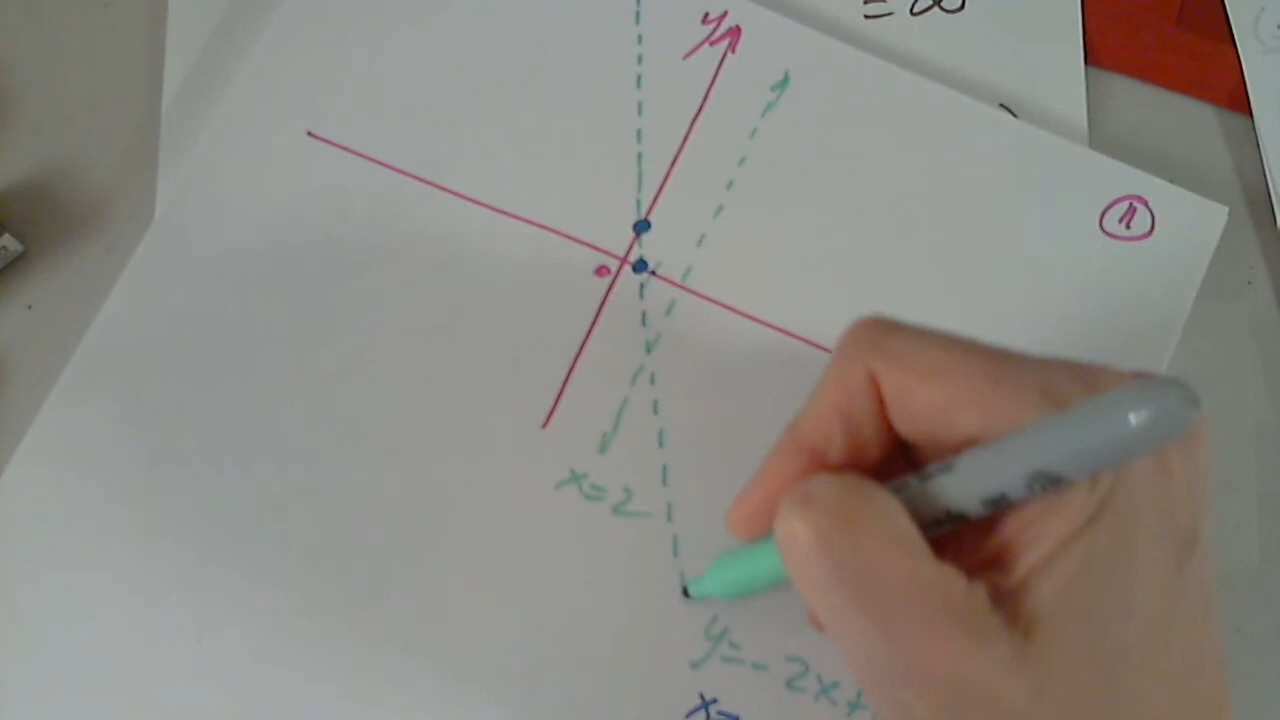 = ∞
y
1
x=2
y=-2x+
x=